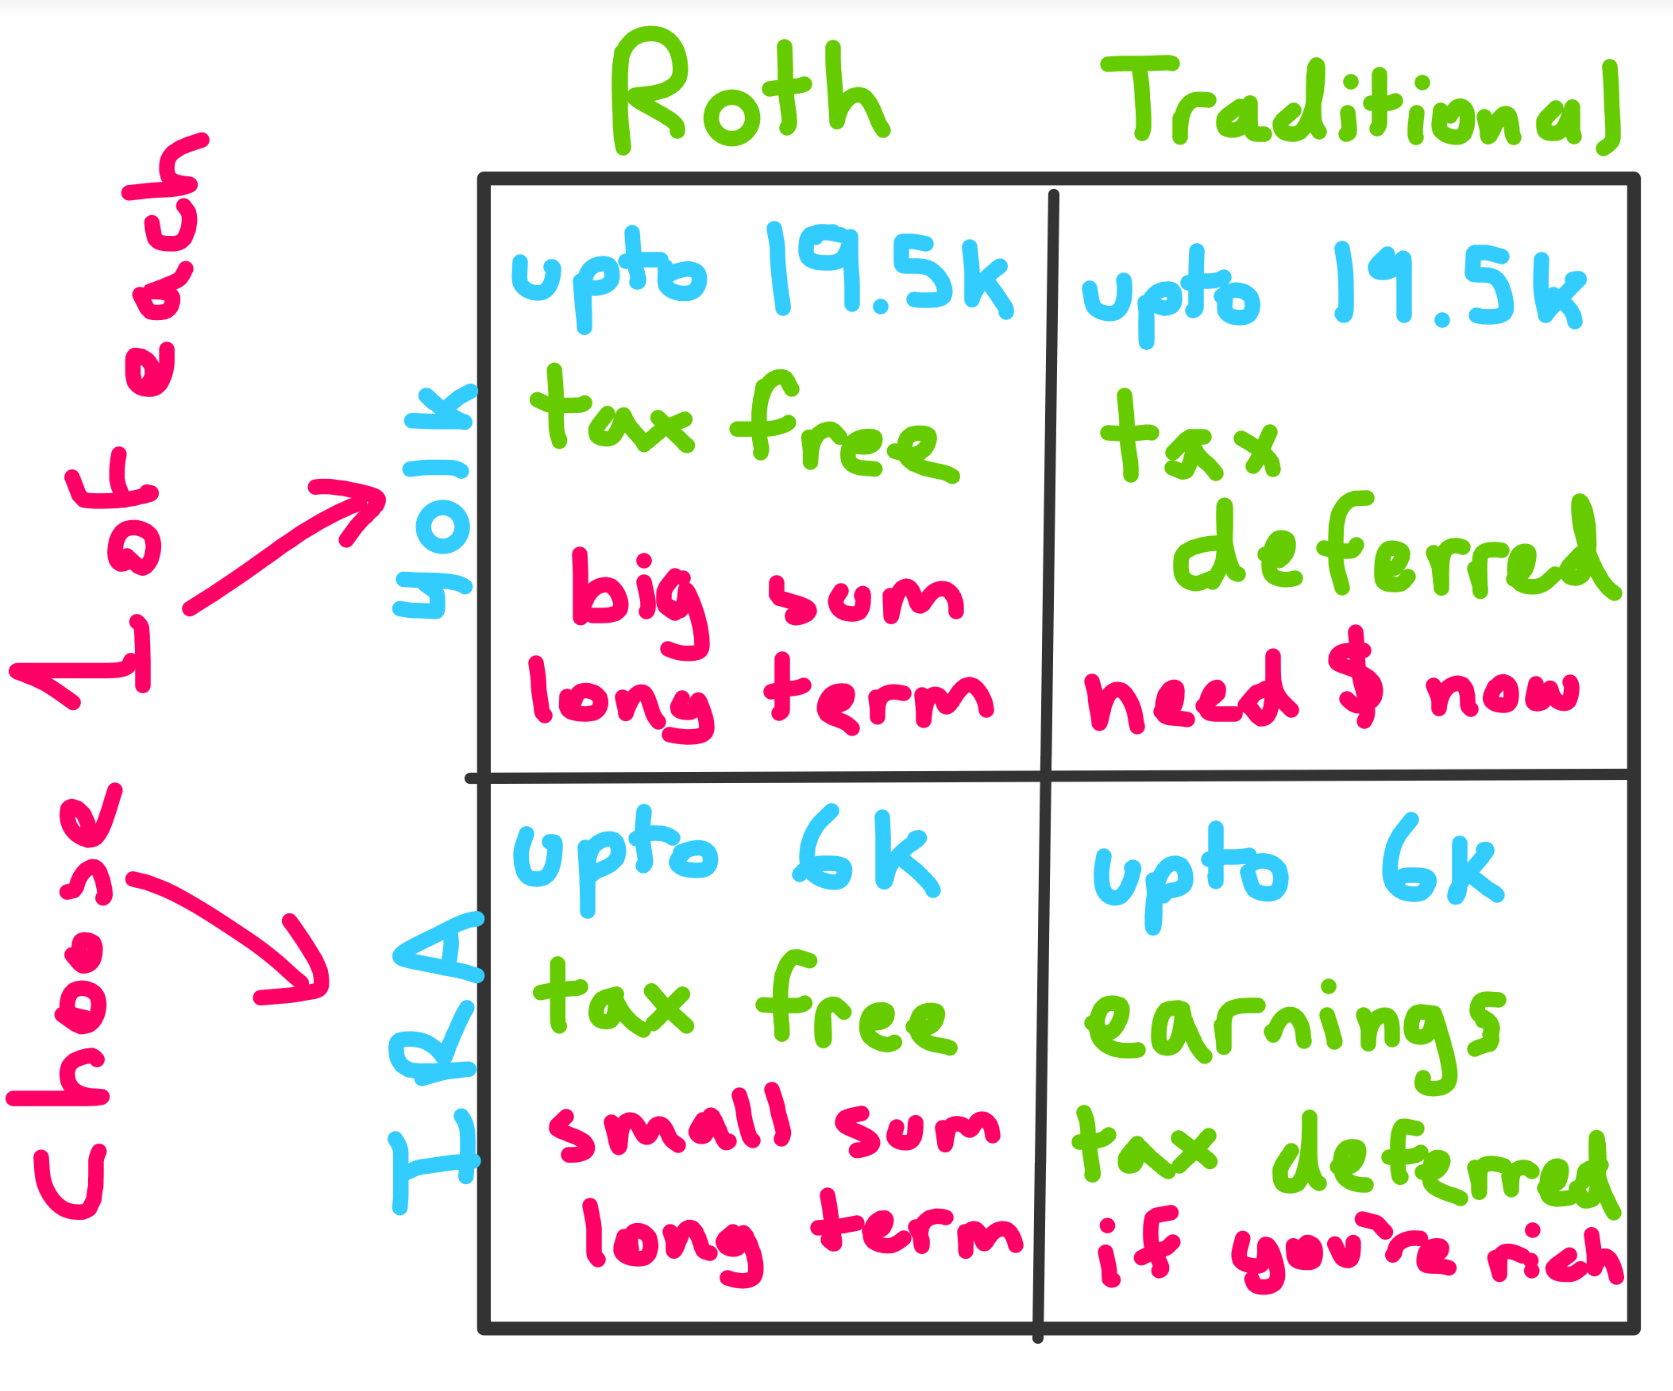 Roth Traditional
Choose 1 of each
401k
upto 19.5k
tax free
big sum
long term
upto 19.5k
tax
deferred
need $ now
IRA
upto 6k
tax free
small sum
long term
upto 6k
earnings
tax deferred
if you're rich